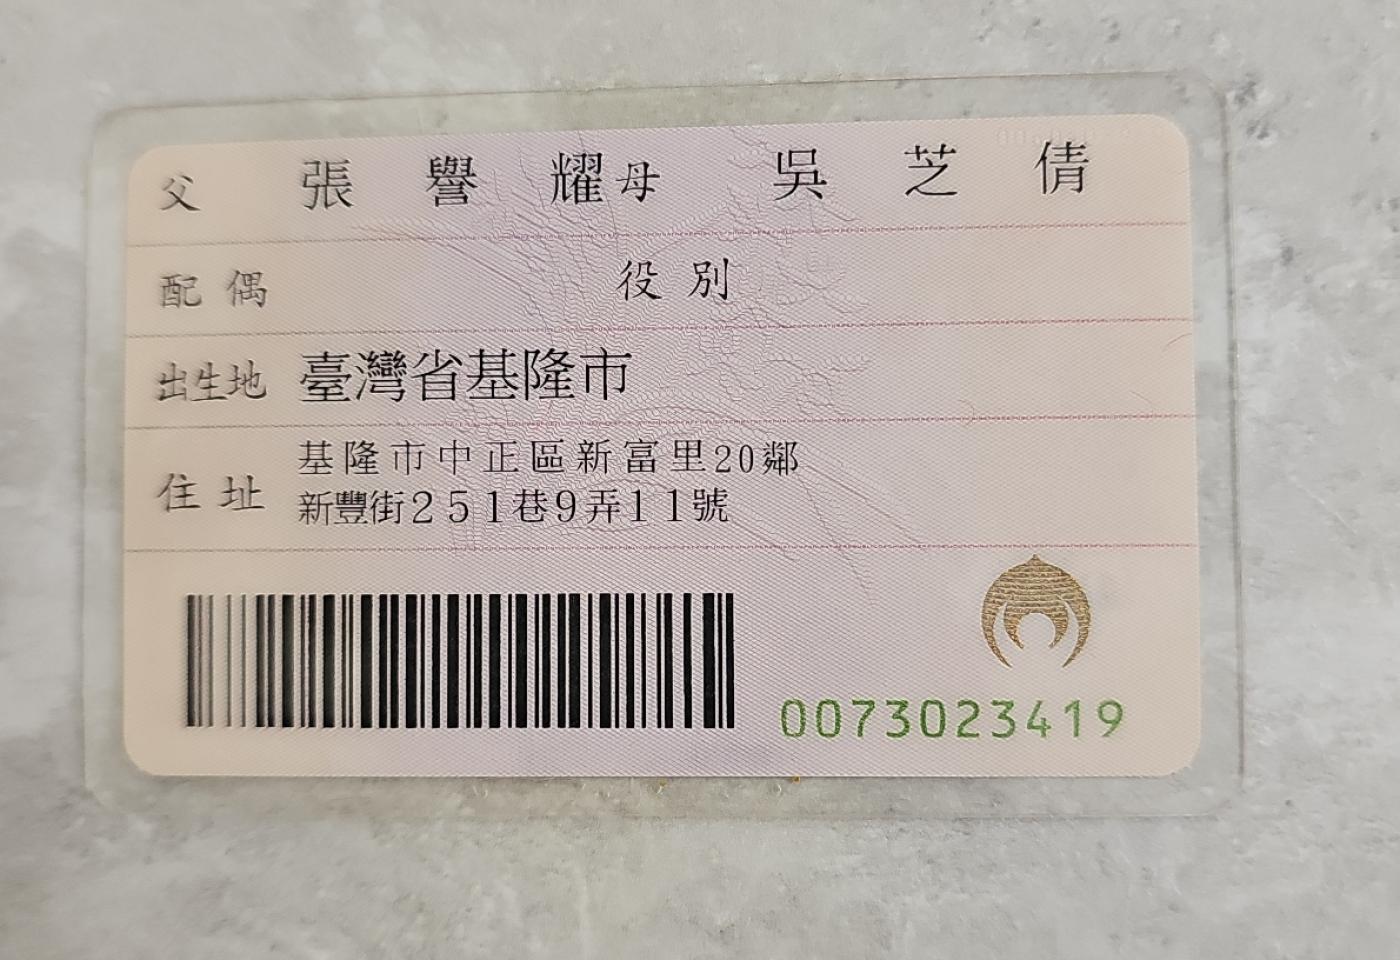 父 張譽耀 母 吳芝倩
配偶 役別
出生地 臺灣省基隆市
住址 基隆市中正區新富里20鄰
新豐街251巷9弄11號
0073023419